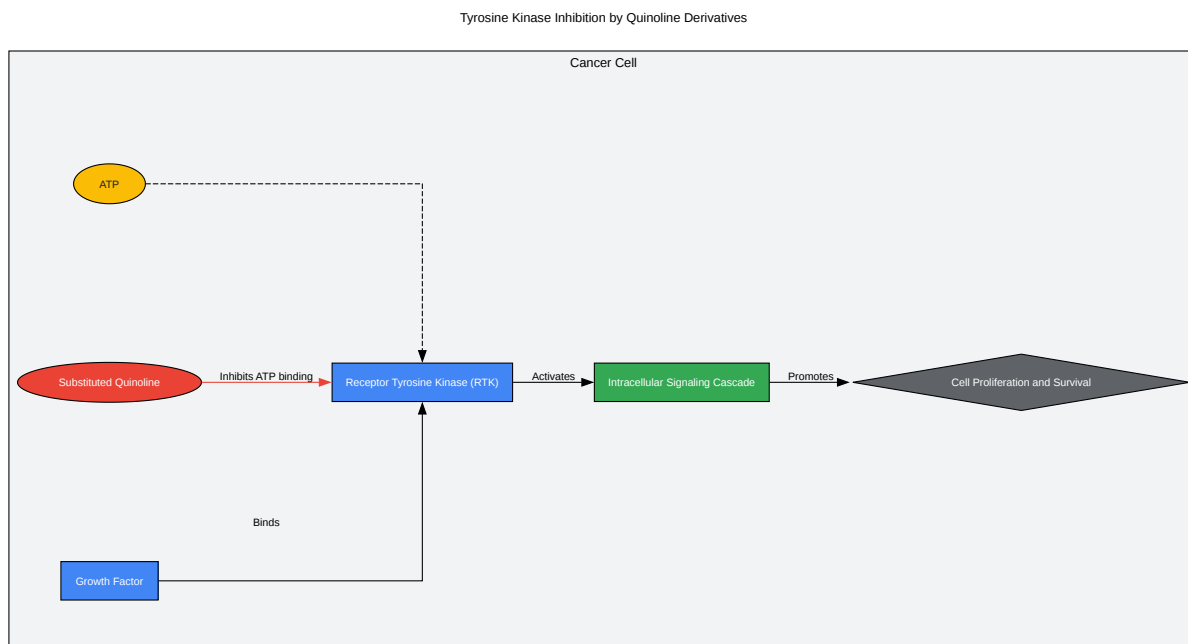 Tyrosine Kinase Inhibition by Quinoline Derivatives
Cancer Cell
ATP
Substituted Quinoline
Inhibits ATP binding
Receptor Tyrosine Kinase (RTK)
Activates
Intracellular Signaling Cascade
Promotes
Cell Proliferation and Survival
Binds
Growth Factor